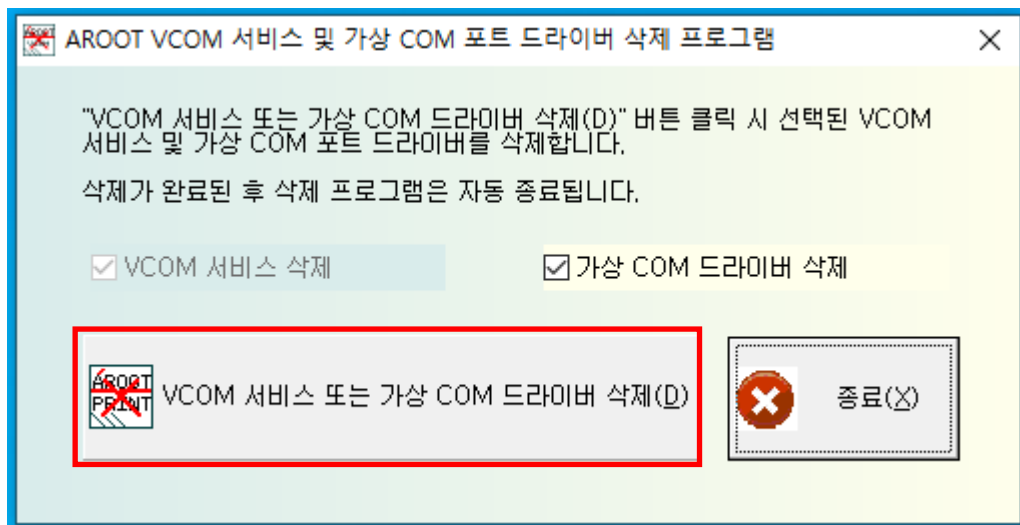 AROOT VCOM 서비스 및 가상 COM 포트 드라이버 삭제 프로그램
"VCOM 서비스 또는 가상 COM 드라이버 삭제(D)" 버튼 클릭 시 선택된 VCOM
서비스 및 가상 COM 포트 드라이버를 삭제합니다.
삭제가 완료된 후 삭제 프로그램은 자동 종료됩니다.
VCOM 서비스 삭제
가상 COM 드라이버 삭제
AROOT
PRINT
VCOM 서비스 또는 가상 COM 드라이버 삭제(D)
종료(X)